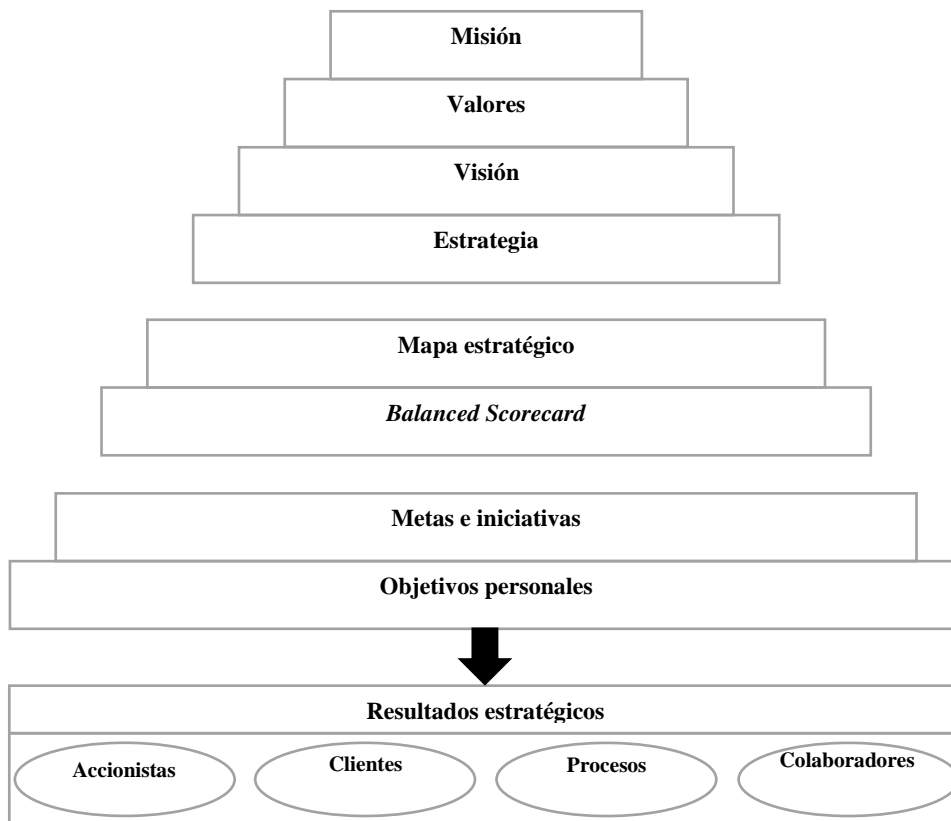 Misión
Valores
Visión
Estrategia
Mapa estratégico
Balanced Scorecard
Metas e iniciativas
Objetivos personales
Resultados estratégicos
Accionistas
Clientes
Procesos
Colaboradores